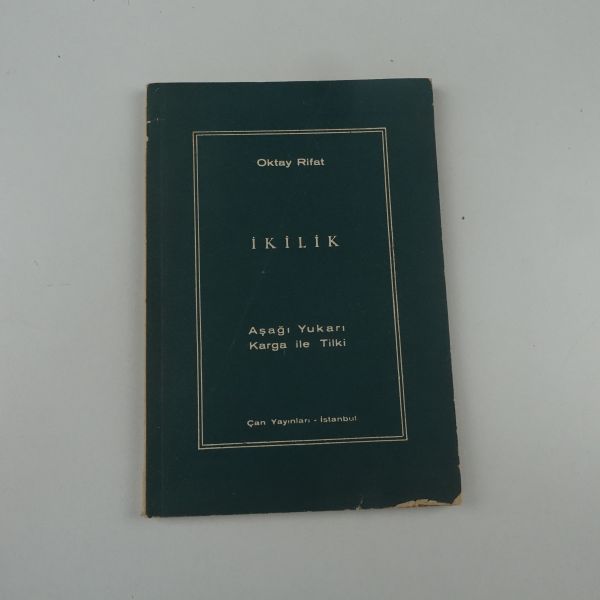 Oktay Rifat
İKİLİK
Aşağı Yukarı
Karga ile Tilki
Çan Yayınları - İstanbul